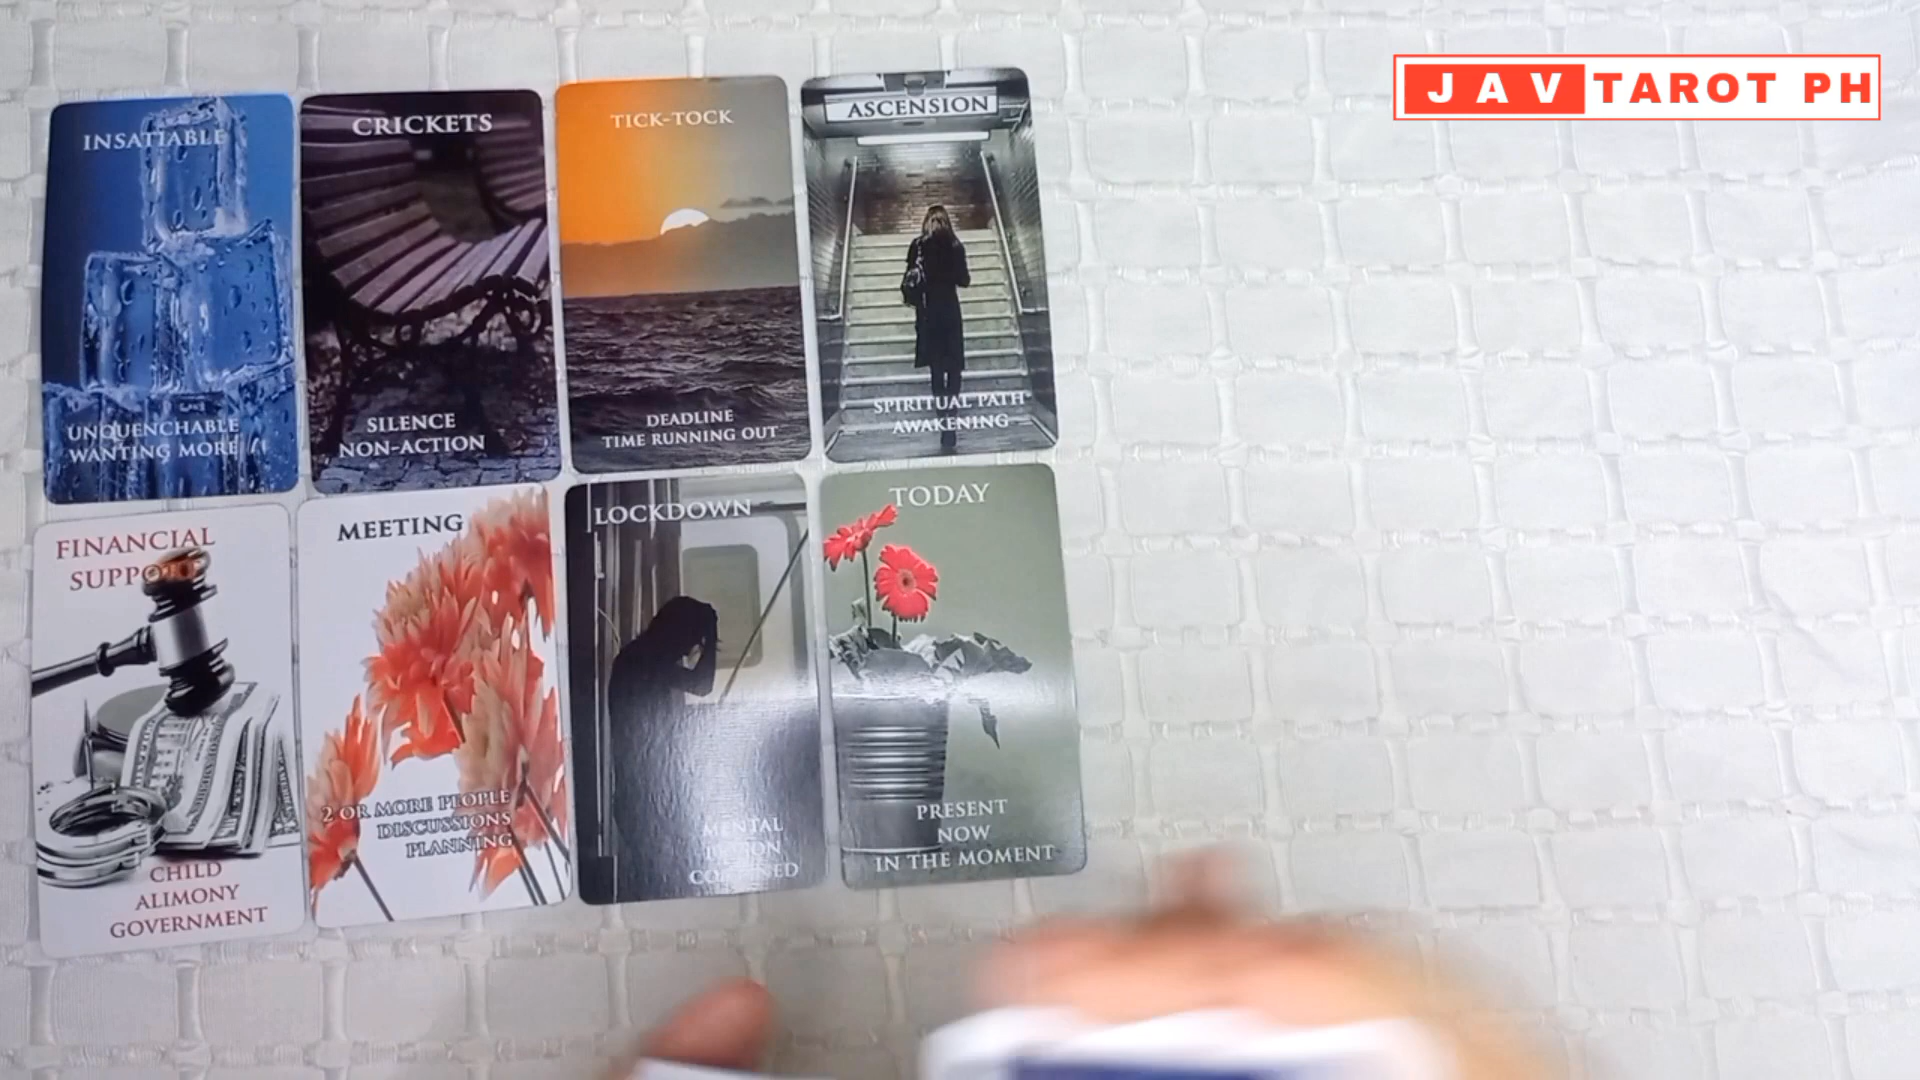 JAV TAROT PH
INSATIABLE
UNQUENCHABLE
WANTING MORE
CRICKETS
SILENCE
NON-ACTION
TICK-TOCK
DEADLINE
TIME RUNNING OUT
ASCENSION
SPIRITUAL PATH
AWAKENING
FINANCIAL
SUPPORT
CHILD
ALIMONY
GOVERNMENT
MEETING
2 OR MORE PEOPLE
DISCUSSIONS
PLANNING
LOCKDOWN
MENTAL
CONFINED
TODAY
PRESENT
NOW
IN THE MOMENT